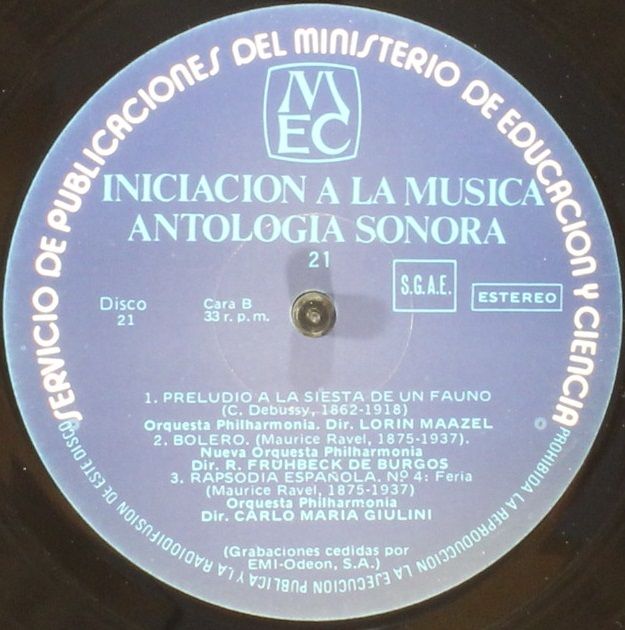 SERVICIO DE PUBLICACIONES DEL MINISTERIO DE EDUCACION Y CIENCIA
M
EC
INICIACION A LA MUSICA
ANTOLOGIA SONORA
21
S.G.A.E.
ESTEREO
Disco
21
Cara B
33 r. p. m.
1. PRELUDIO A LA SIESTA DE UN FAUNO
(C. Debussy, 1862-1918)
Orquesta Philharmonia. Dir. LORIN MAAZEL
2. BOLERO. (Maurice Ravel, 1875-1937).
Nueva Orquesta Philharmonia
Dir. R. FRÜHBECK DE BURGOS
3. RAPSODIA ESPAÑOLA. Nº 4: Feria
(Maurice Ravel, 1875-1937)
Orquesta Philharmonia
Dir. CARLO MARIA GIULINI
(Grabaciones cedidas por
EMI-Odeon, S.A.)
PROHIBIDA LA REPRODUCCION LA EJECUCION PUBLICA Y LA RADIODIFUSION DE ESTE DISCO